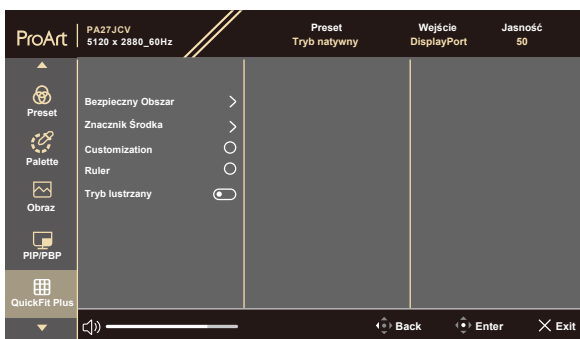 ProArt
PA27JCV
5120 x 2880_60Hz
Preset
Tryb natywny
Wejście
DisplayPort
Jasność
50
Preset
Palette
Obraz
PIP/PBP
QuickFit Plus
Bezpieczny Obszar
Znacznik Środka
Customization
Ruler
Tryb lustrzany
Back
Enter
Exit